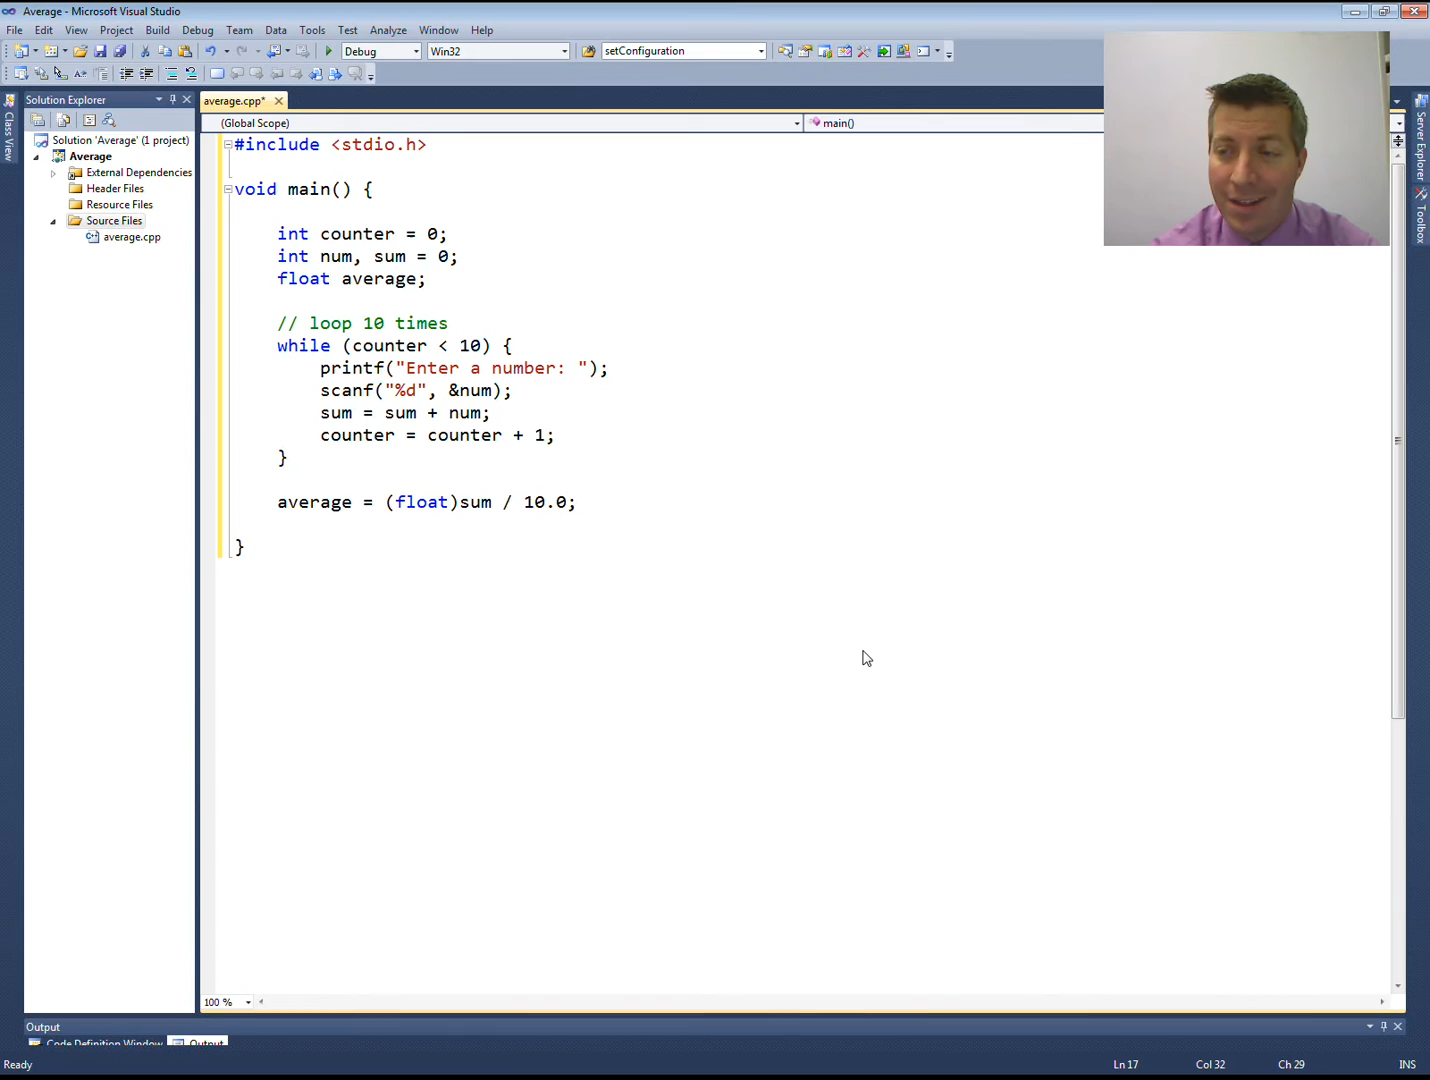 Average - Microsoft Visual Studio
File Edit View Project Build Debug Team Data Tools Test Analyze Window Help
Debug Win32 setConfiguration
Solution Explorer
average.cpp*
(Global Scope)
main()
Class View
Server Explorer
Toolbox
Solution 'Average' (1 project)
Average
External Dependencies
Header Files
Resource Files
Source Files
average.cpp
#include <stdio.h>
void main() {
int counter = 0;
int num, sum = 0;
float average;
// loop 10 times
while (counter < 10) {
printf("Enter a number: ");
scanf("%d", &num);
sum = sum + num;
counter = counter + 1;
}
average = (float)sum / 10.0;
}
100 %
Output
Code Definition Window Output
Ready Ln 17 Col 32 Ch 29 INS